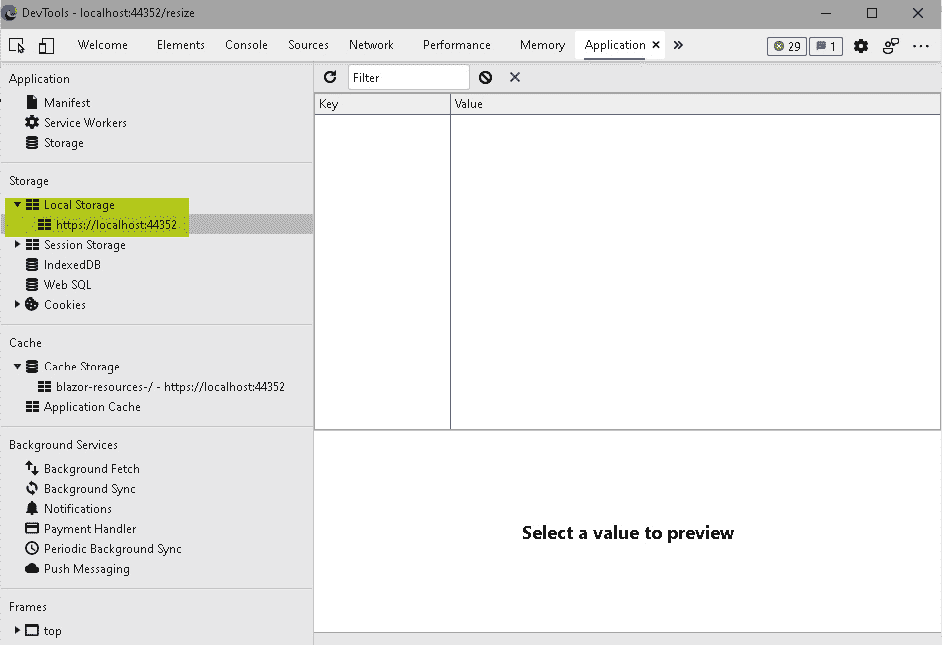 DevTools - localhost:44352/resize
Welcome Elements Console Sources Network Performance Memory Application × » 29 1
Application
Manifest
Service Workers
Storage
Storage
Local Storage
https://localhost:44352
Session Storage
IndexedDB
Web SQL
Cookies
Cache
Cache Storage
blazor-resources-/ - https://localhost:44352
Application Cache
Background Services
Background Fetch
Background Sync
Notifications
Payment Handler
Periodic Background Sync
Push Messaging
Frames
top
Filter
Key Value
Select a value to preview